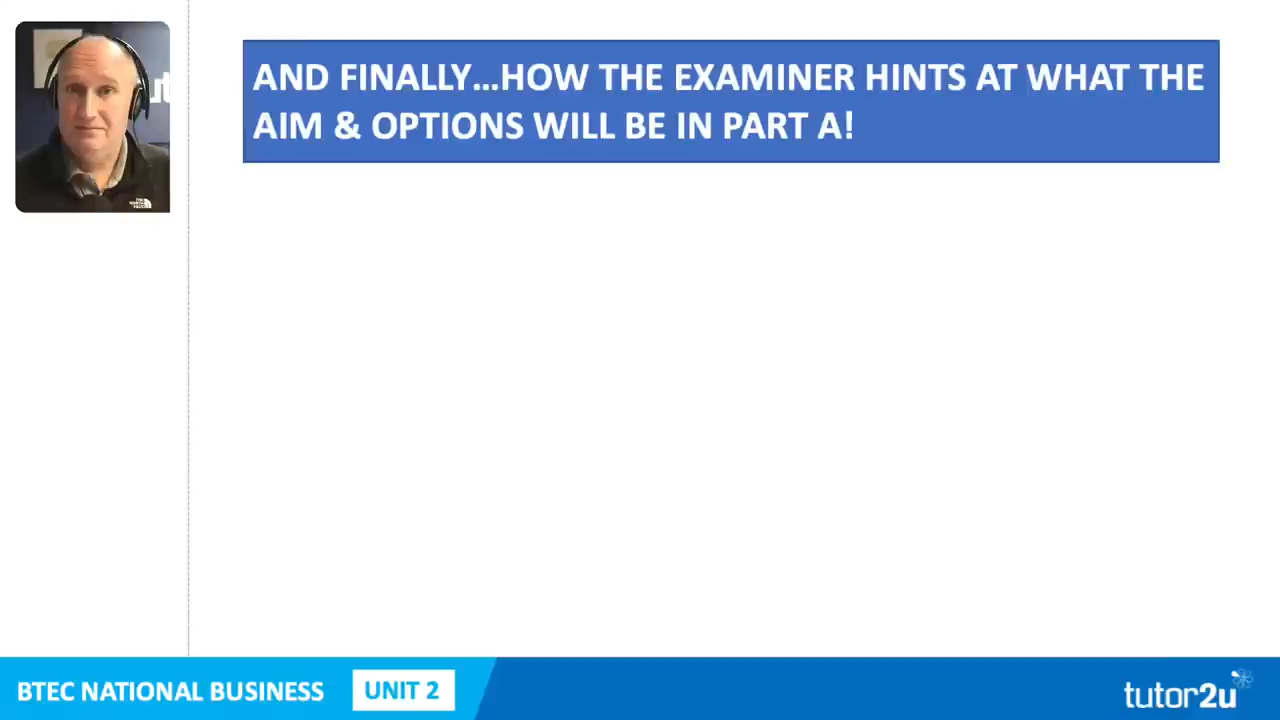 AND FINALLY...HOW THE EXAMINER HINTS AT WHAT THE
AIM & OPTIONS WILL BE IN PART A!
BTEC NATIONAL BUSINESS
UNIT 2
tutor2u